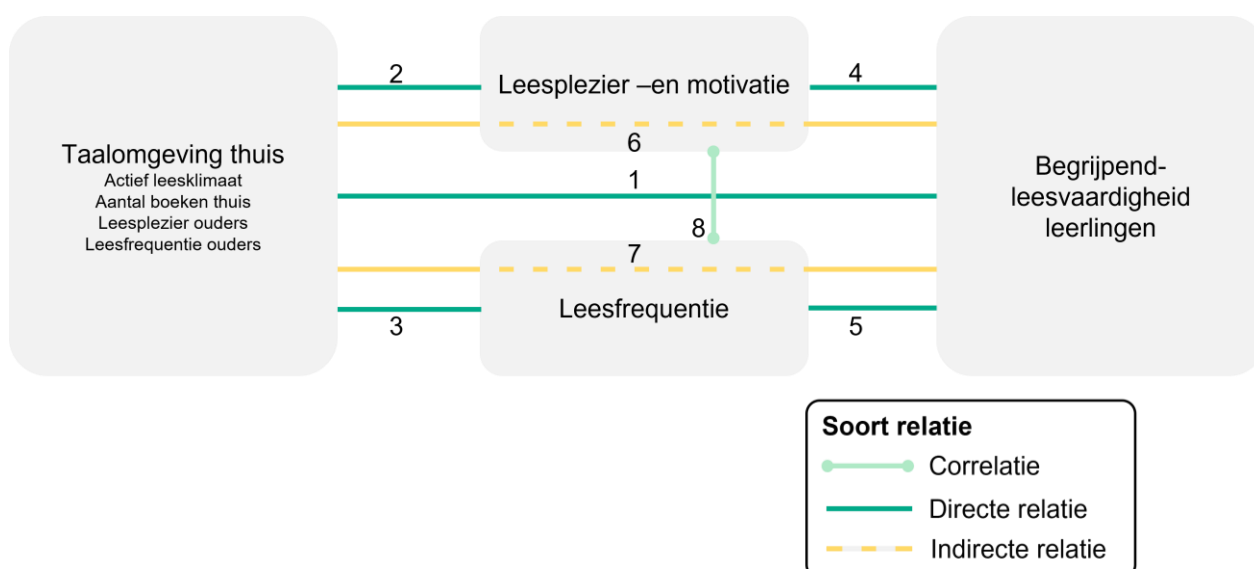 2
4
Leesplezier –en motivatie
6
Taalomgeving thuis
Actief leesklimaat
Aantal boeken thuis
Leesplezier ouders
Leesfrequentie ouders
1
Begrijpend-
leesvaardigheid
leerlingen
8
7
Leesfrequentie
3
5
Soort relatie
Correlatie
Directe relatie
Indirecte relatie